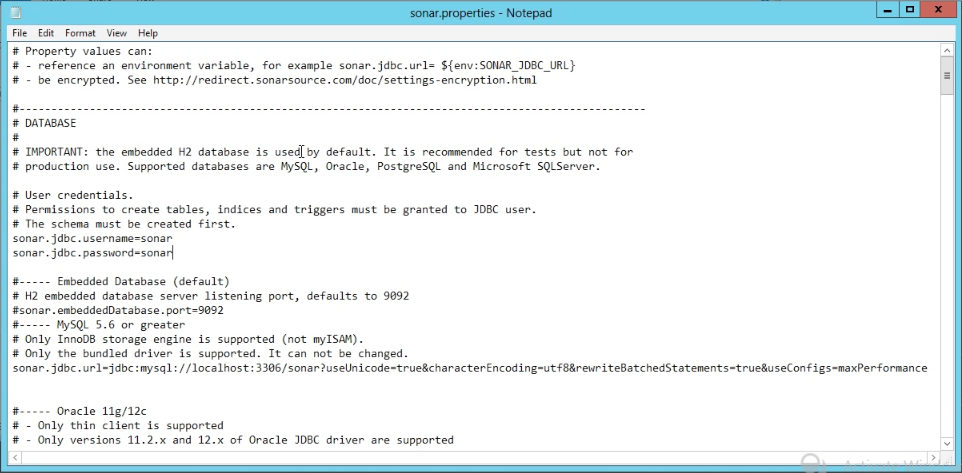 sonar.properties - Notepad
File Edit Format View Help
# Property values can:
# - reference an environment variable, for example sonar.jdbc.url= ${env:SONAR_JDBC_URL}
# - be encrypted. See http://redirect.sonarsource.com/doc/settings-encryption.html
#--------------------------------------------------------------------------------------------------
# DATABASE
#
# IMPORTANT: the embedded H2 database is used by default. It is recommended for tests but not for
# production use. Supported databases are MySQL, Oracle, PostgreSQL and Microsoft SQLServer.
# User credentials.
# Permissions to create tables, indices and triggers must be granted to JDBC user.
# The schema must be created first.
sonar.jdbc.username=sonar
sonar.jdbc.password=sonar
#----- Embedded Database (default)
# H2 embedded database server listening port, defaults to 9092
#sonar.embeddedDatabase.port=9092
#----- MySQL 5.6 or greater
# Only InnoDB storage engine is supported (not myISAM).
# Only the bundled driver is supported. It can not be changed.
sonar.jdbc.url=jdbc:mysql://localhost:3306/sonar?useUnicode=true&characterEncoding=utf8&rewriteBatchedStatements=true&useConfigs=maxPerformance
#----- Oracle 11g/12c
# - Only thin client is supported
# - Only versions 11.2.x and 12.x of Oracle JDBC driver are supported